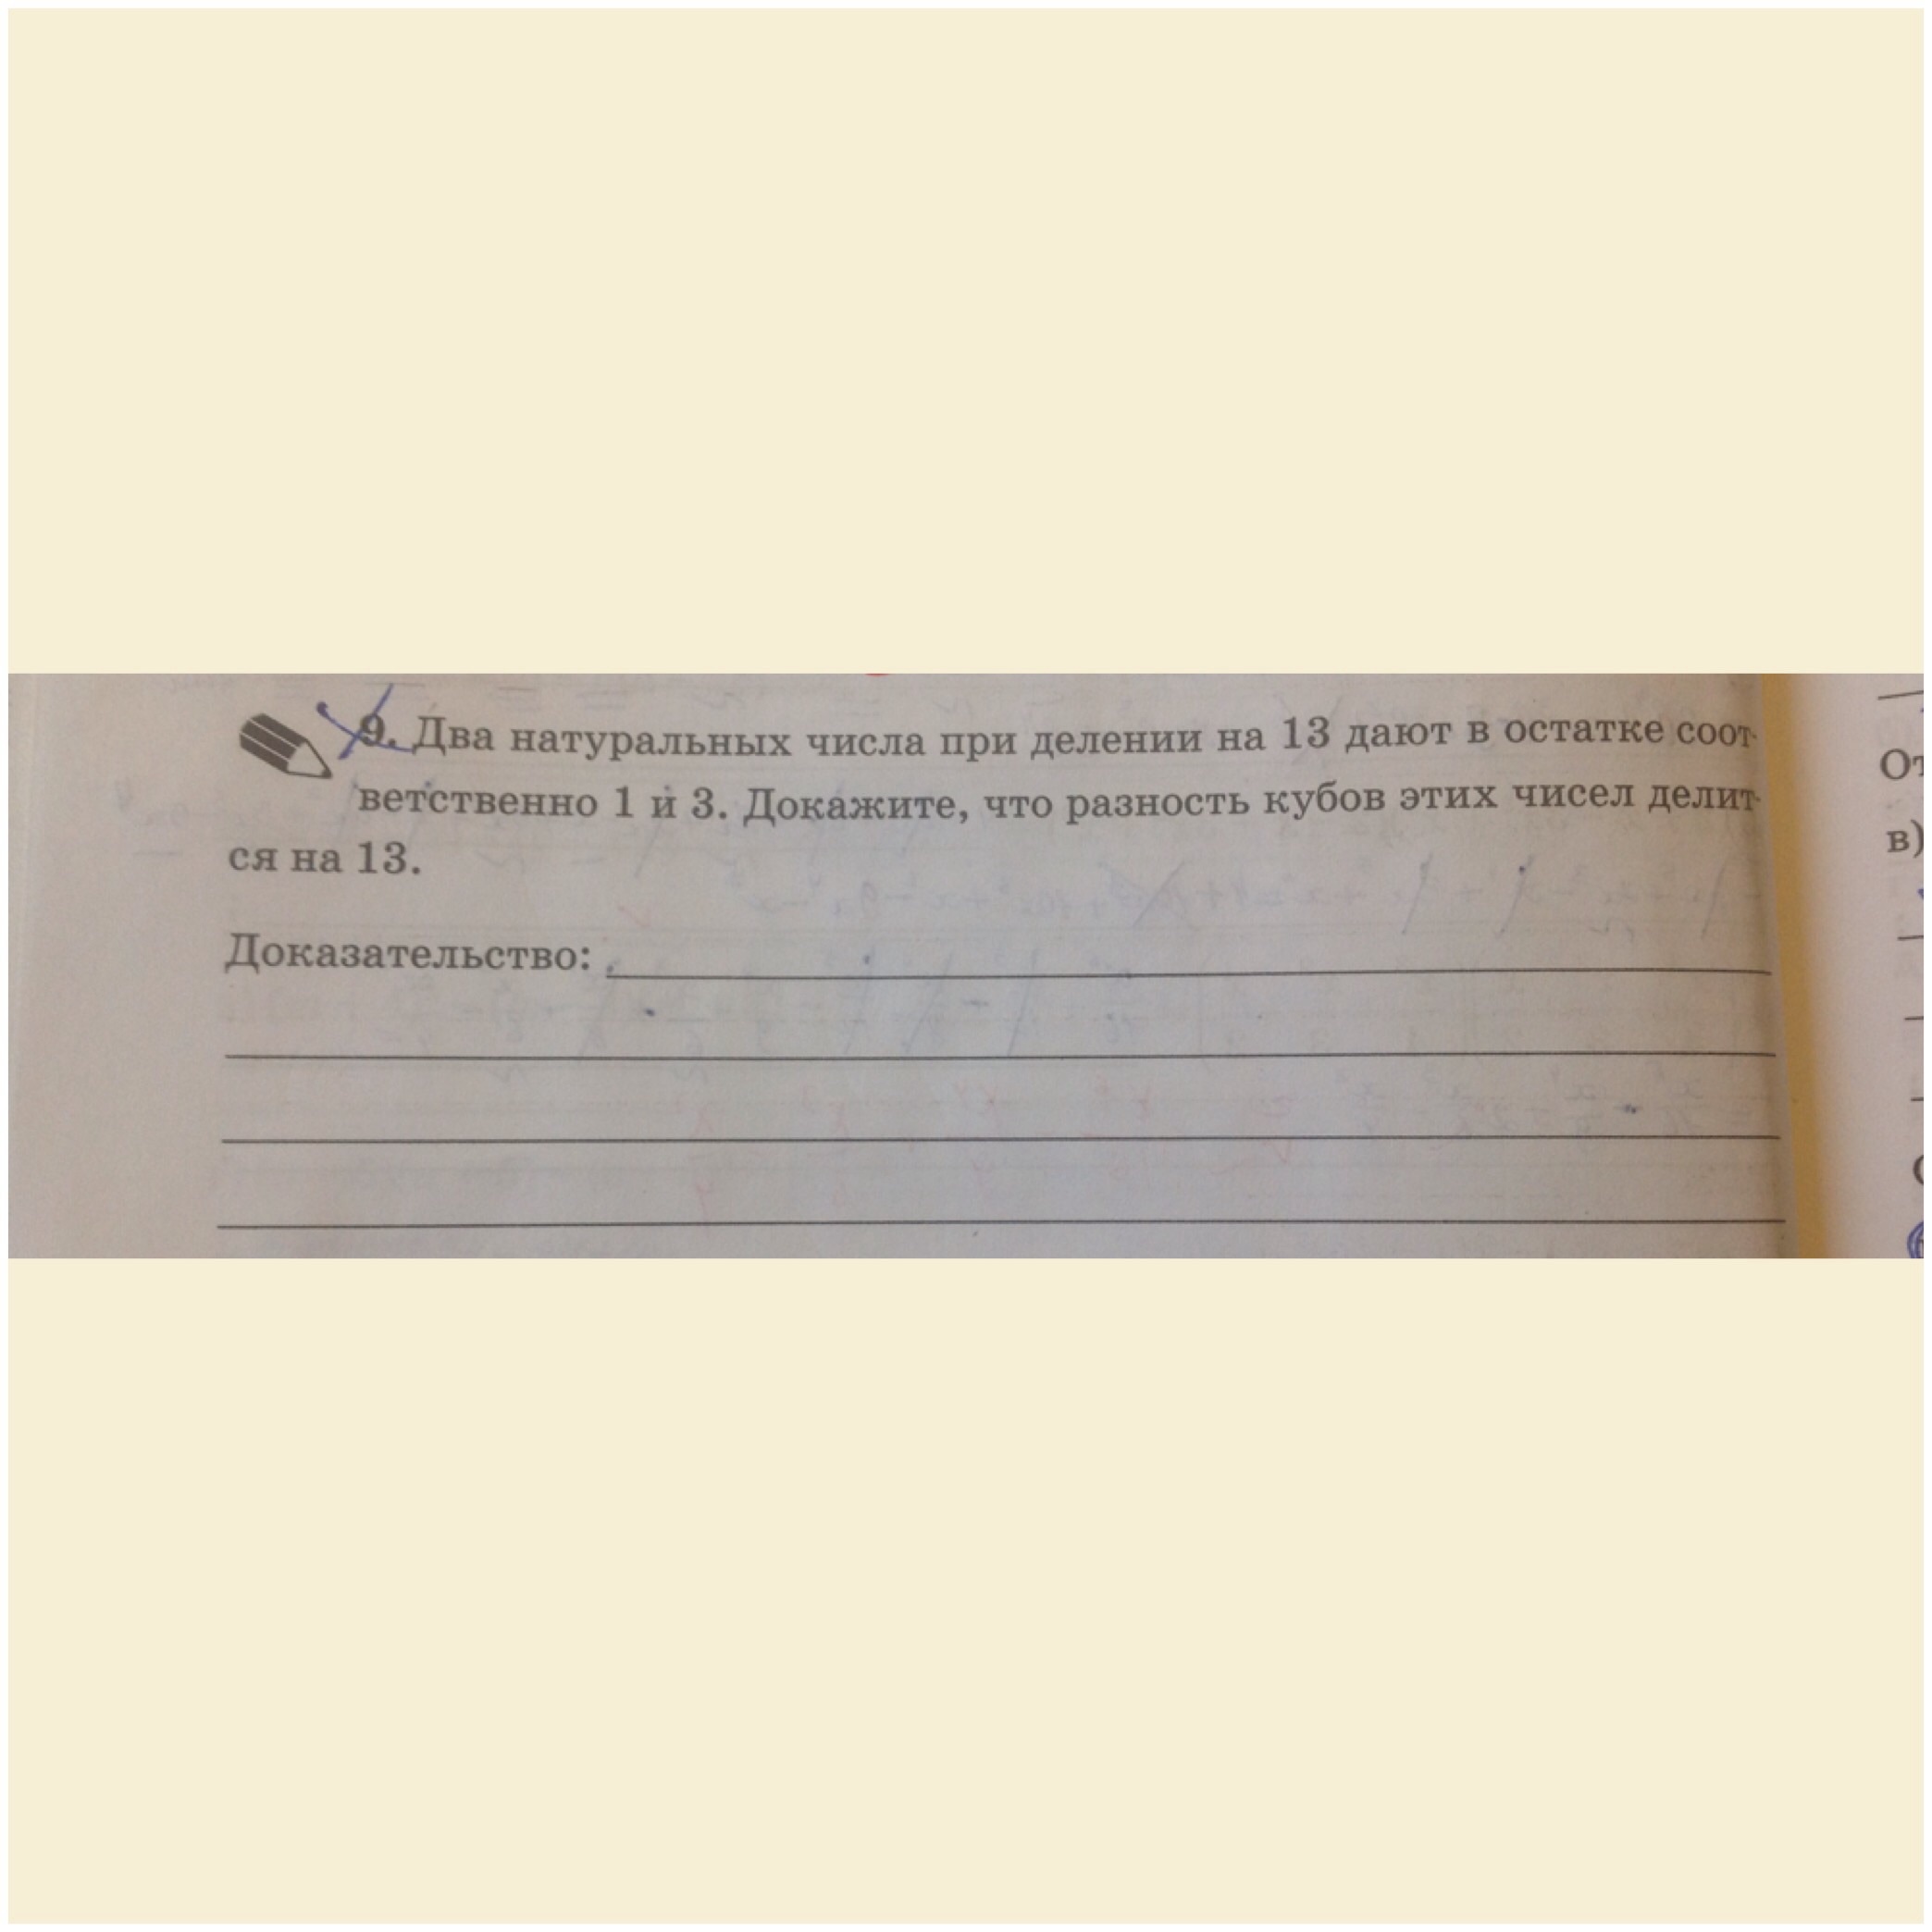 9. Два натуральных числа при делении на 13 дают в остатке соот-
ветственно 1 и 3. Докажите, что разность кубов этих чисел делит-
ся на 13.
Доказательство:
в)